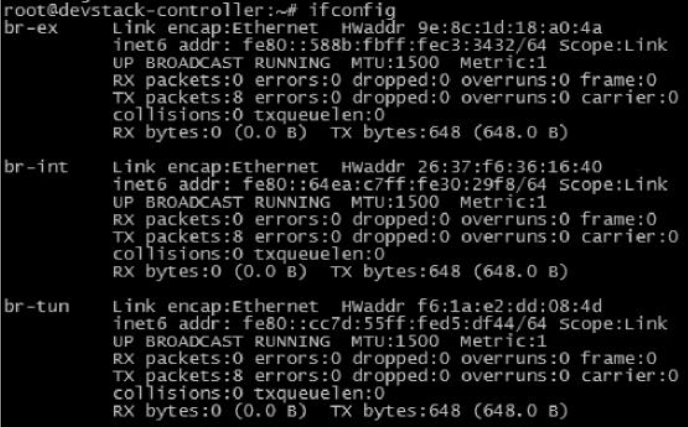 root@devstack-controller:~# ifconfig
br-ex Link encap:Ethernet HWaddr 9e:8c:1d:18:a0:4a
inet6 addr: fe80::588b:fbff:fec3:3432/64 Scope:Link
UP BROADCAST RUNNING MTU:1500 Metric:1
RX packets:0 errors:0 dropped:0 overruns:0 frame:0
TX packets:8 errors:0 dropped:0 overruns:0 carrier:0
collisions:0 txqueuelen:0
RX bytes:0 (0.0 B) TX bytes:648 (648.0 B)
br-int Link encap:Ethernet HWaddr 26:37:f6:36:16:40
inet6 addr: fe80::64ea:c7ff:fe30:29f8/64 Scope:Link
UP BROADCAST RUNNING MTU:1500 Metric:1
RX packets:0 errors:0 dropped:0 overruns:0 frame:0
TX packets:8 errors:0 dropped:0 overruns:0 carrier:0
collisions:0 txqueuelen:0
RX bytes:0 (0.0 B) TX bytes:648 (648.0 B)
br-tun Link encap:Ethernet HWaddr f6:1a:e2:dd:08:4d
inet6 addr: fe80::cc7d:55ff:fed5:df44/64 Scope:Link
UP BROADCAST RUNNING MTU:1500 Metric:1
RX packets:0 errors:0 dropped:0 overruns:0 frame:0
TX packets:8 errors:0 dropped:0 overruns:0 carrier:0
collisions:0 txqueuelen:0
RX bytes:0 (0.0 B) TX bytes:648 (648.0 B)